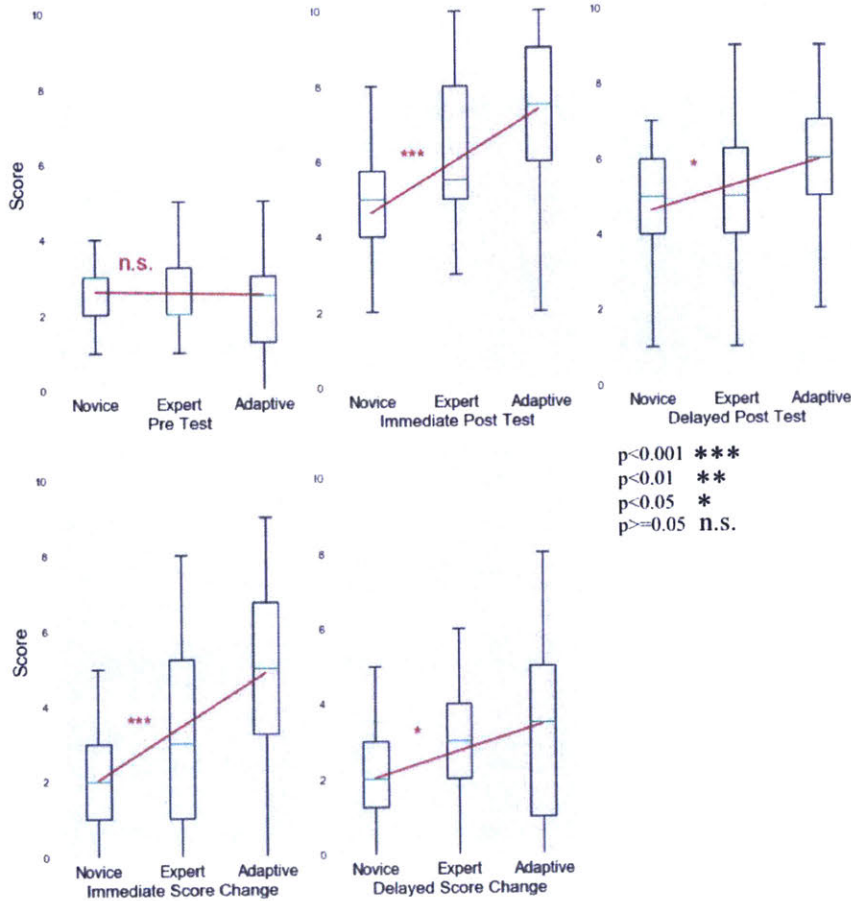 10
8
6
4
2
0
Score
n.s.
Novice Expert Adaptive
Pre Test
10
8
6
4
2
0
***
Novice Expert Adaptive
Immediate Post Test
10
8
6
4
2
0
*
Novice Expert Adaptive
Delayed Post Test
p<0.001 ***
p<0.01 **
p<0.05 *
p>=0.05 n.s.
10
8
6
4
2
0
Score
***
Novice Expert Adaptive
Immediate Score Change
10
8
6
4
2
0
*
Novice Expert Adaptive
Delayed Score Change